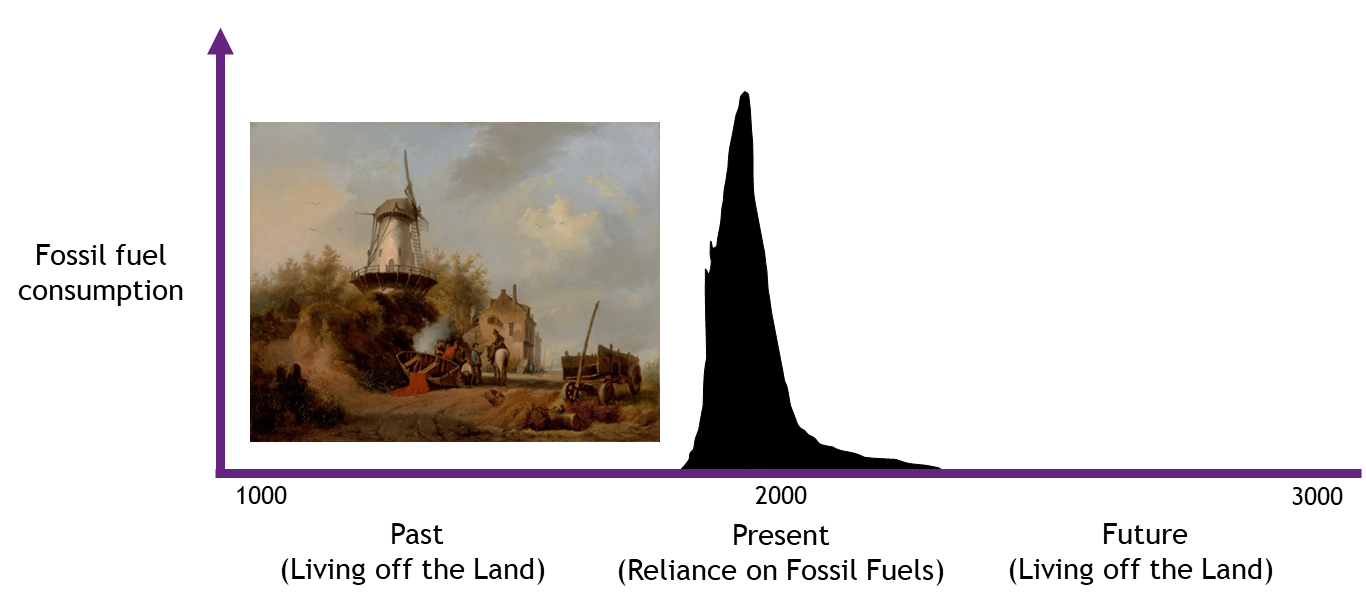 Fossil fuel
consumption
1000
2000
3000
Past
(Living off the Land)
Present
(Reliance on Fossil Fuels)
Future
(Living off the Land)